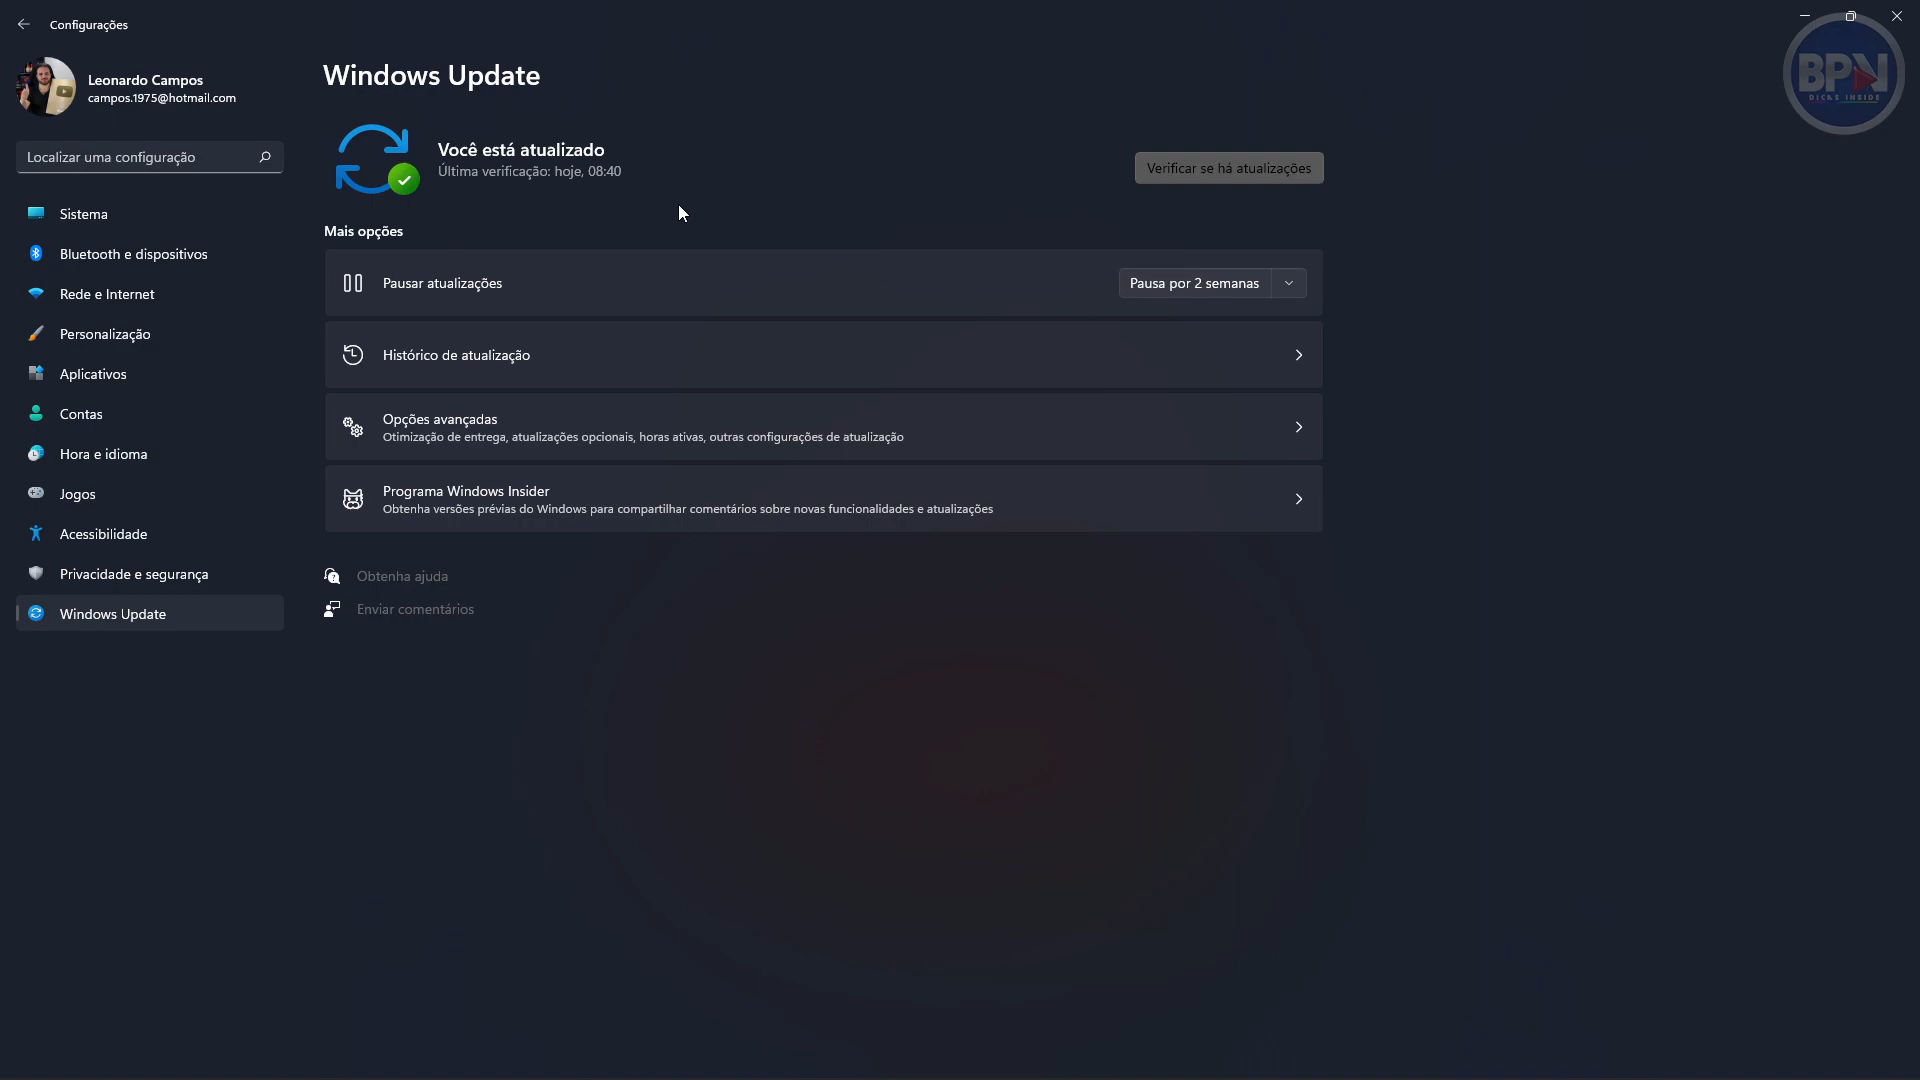 Configurações
Leonardo Campos
campos.1975@hotmail.com
Localizar uma configuração
Sistema
Bluetooth e dispositivos
Rede e Internet
Personalização
Aplicativos
Contas
Hora e idioma
Jogos
Acessibilidade
Privacidade e segurança
Windows Update
Windows Update
Você está atualizado
Última verificação: hoje, 08:40
Verificar se há atualizações
Mais opções
Pausar atualizações
Pausa por 2 semanas
Histórico de atualização
Opções avançadas
Otimização de entrega, atualizações opcionais, horas ativas, outras configurações de atualização
Programa Windows Insider
Obtenha versões prévias do Windows para compartilhar comentários sobre novas funcionalidades e atualizações
Obtenha ajuda
Enviar comentários
BPN
DICAS INSIDE